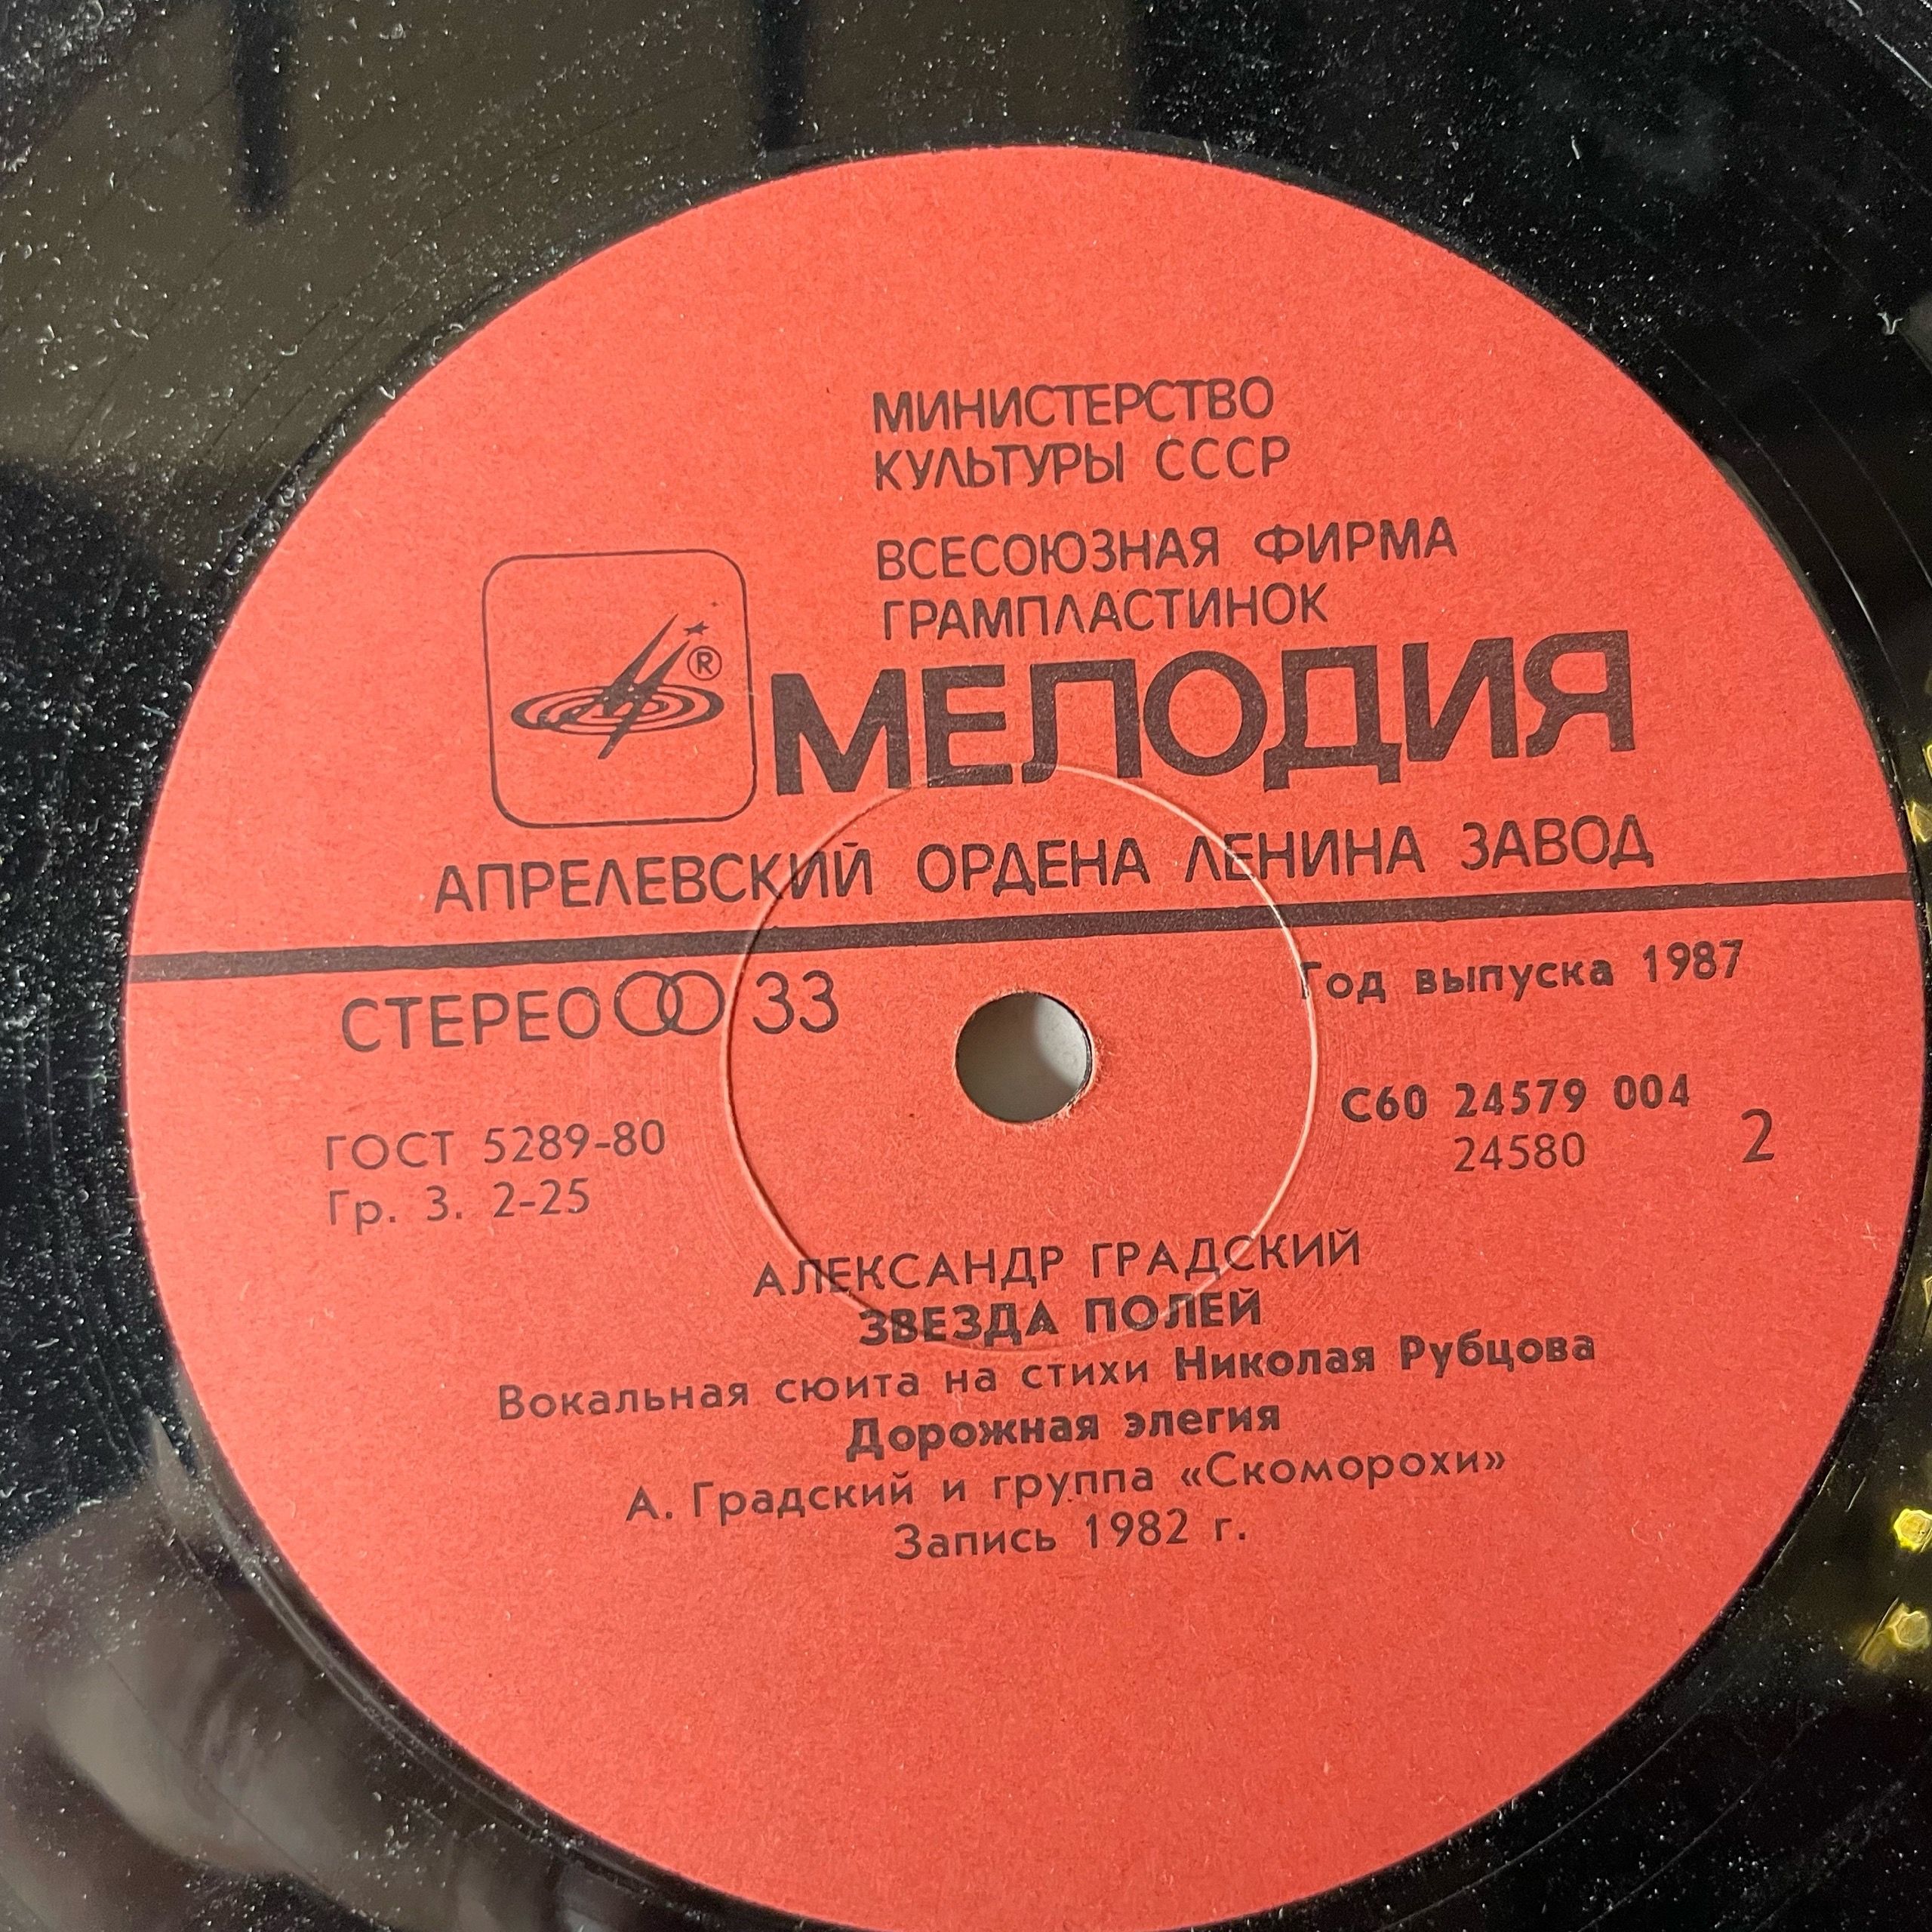 МИНИСТЕРСТВО
КУЛЬТУРЫ СССР
ВСЕСОЮЗНАЯ ФИРМА
ГРАМПЛАСТИНОК
®
МЕЛОДИЯ
АПРЕЛЕВСКИЙ ОРДЕНА ЛЕНИНА ЗАВОД
СТЕРЕО 33
Год выпуска 1987
ГОСТ 5289-80
Гр. 3. 2-25
С60 24579 004
24580
2
АЛЕКСАНДР ГРАДСКИЙ
ЗВЕЗДА ПОЛЕЙ
Вокальная сюита на стихи Николая Рубцова
Дорожная элегия
А. Градский и группа «Скоморохи»
Запись 1982 г.